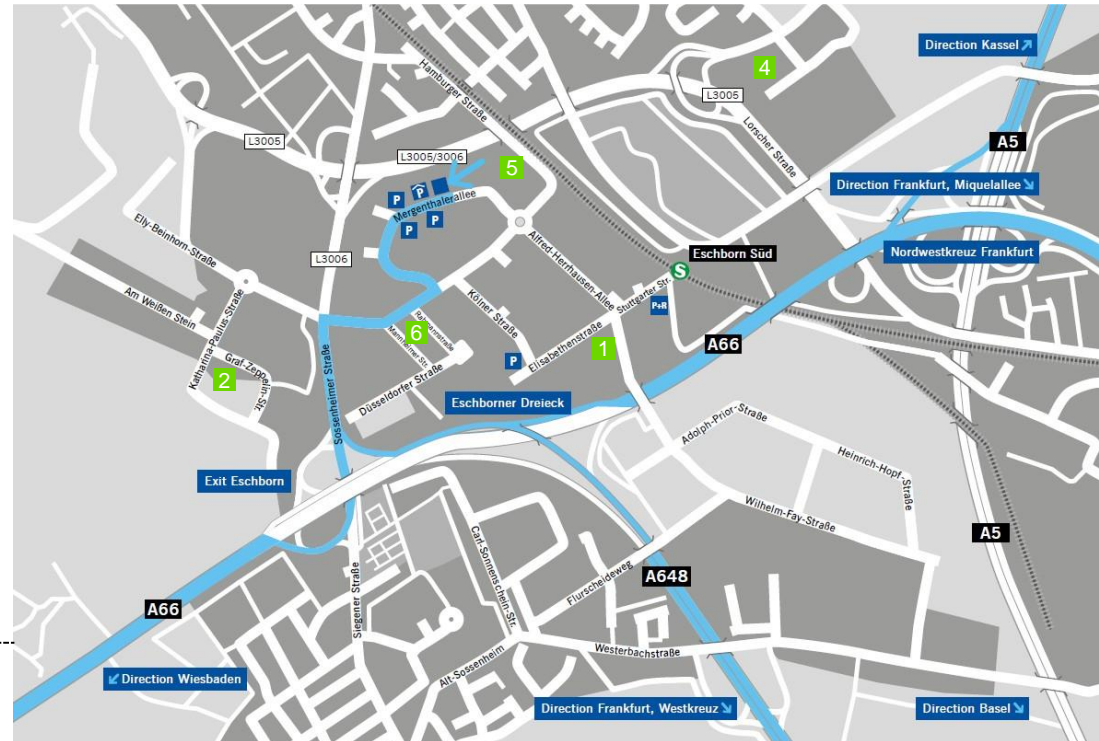 Direction Kassel
4
Hamburger Straße
L3005
Lorscher Straße
L3005
A5
L3005/3006
5
Direction Frankfurt, Miquelallee
P
P
Mergenthalerallee
P
P
Elly-Beinhorn-Straße
Alfred-Herrhausen-Allee
Eschborn Süd
Nordwestkreuz Frankfurt
L3006
S
Stuttgarter Str.
Am Weißen Stein
Katharina-Paulus-Straße
Kölner Straße
P+R
6
Mannheimer Str.
Elisabethenstraße
1
A66
Graf-Zeppelin-Str.
2
P
Sossenheimer Straße
Düsseldorfer Straße
Eschborner Dreieck
Adolph-Prior-Straße
Heinrich-Hopf-Straße
Exit Eschborn
Wilhelm-Fay-Straße
Carl-Sonnenschein-Str.
A5
Flurscheideweg
A648
Siegener Straße
A66
Westerbachstraße
Alt-Sossenheim
Direction Wiesbaden
Direction Frankfurt, Westkreuz
Direction Basel